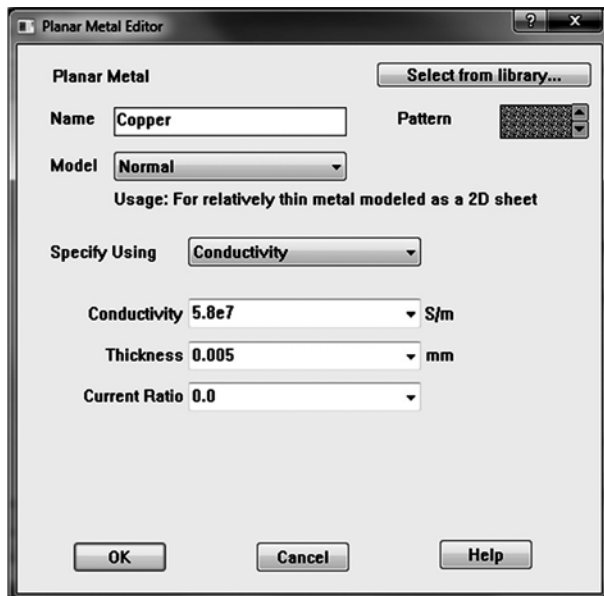 Planar Metal Editor
Planar Metal
Select from library...
Name Copper
Pattern
Model Normal
Usage: For relatively thin metal modeled as a 2D sheet
Specify Using Conductivity
Conductivity 5.8e7 S/m
Thickness 0.005 mm
Current Ratio 0.0
OK Cancel Help